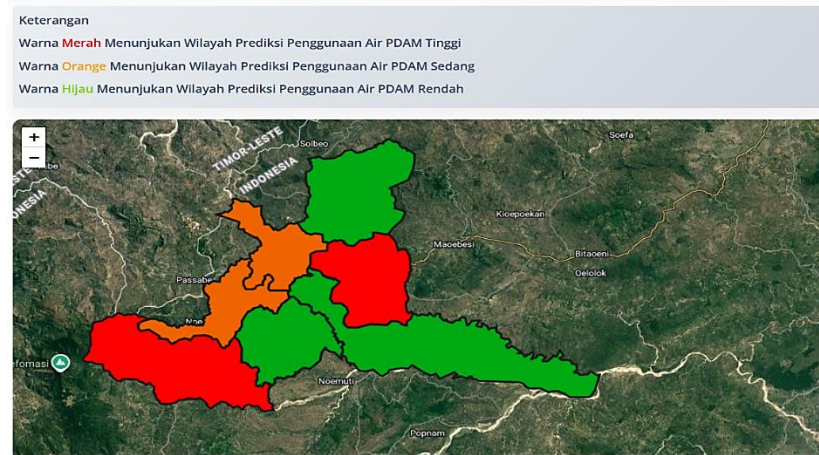 Keterangan
Warna Merah Menunjukan Wilayah Prediksi Penggunaan Air PDAM Tinggi
Warna Orange Menunjukan Wilayah Prediksi Penggunaan Air PDAM Sedang
Warna Hijau Menunjukan Wilayah Prediksi Penggunaan Air PDAM Rendah
+
−
Solbeo
Soefa
TIMOR-LESTE
INDONESIA
Kioepoekan
Maoebesi
Bitaoeni
Oelolok
Passabe
Noemuti
Popnam